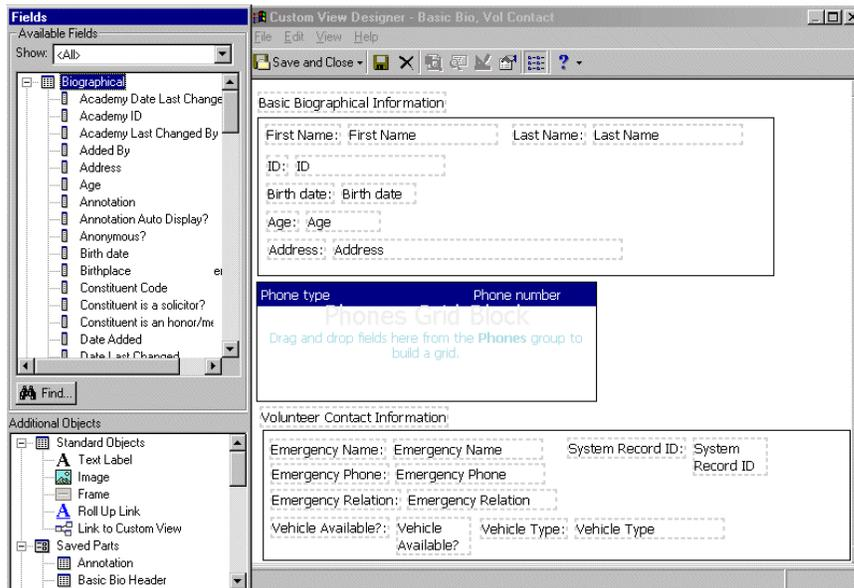 Fields
Available Fields
Show: <All>
Biographical
Academy Date Last Change
Academy ID
Academy Last Changed By
Added By
Address
Age
Annotation
Annotation Auto Display?
Anonymous?
Birth date
Birthplace
Constituent Code
Constituent is a solicitor?
Constituent is an honor/me
Date Added
Date Last Changed
Find...
Additional Objects
Standard Objects
A Text Label
Image
Frame
A Roll Up Link
Link to Custom View
Saved Parts
Annotation
Basic Bio Header
Custom View Designer - Basic Bio, Vol Contact
File Edit View Help
Save and Close ?
Basic Biographical Information
First Name: First Name Last Name: Last Name
ID: ID
Birth date: Birth date
Age: Age
Address: Address
Phone type Phone number
Phones Grid Block
Drag and drop fields here from the Phones group to
build a grid.
Volunteer Contact Information
Emergency Name: Emergency Name System Record ID: System
Record ID
Emergency Phone: Emergency Phone
Emergency Relation: Emergency Relation
Vehicle Available?: Vehicle Vehicle Type: Vehicle Type
Available?